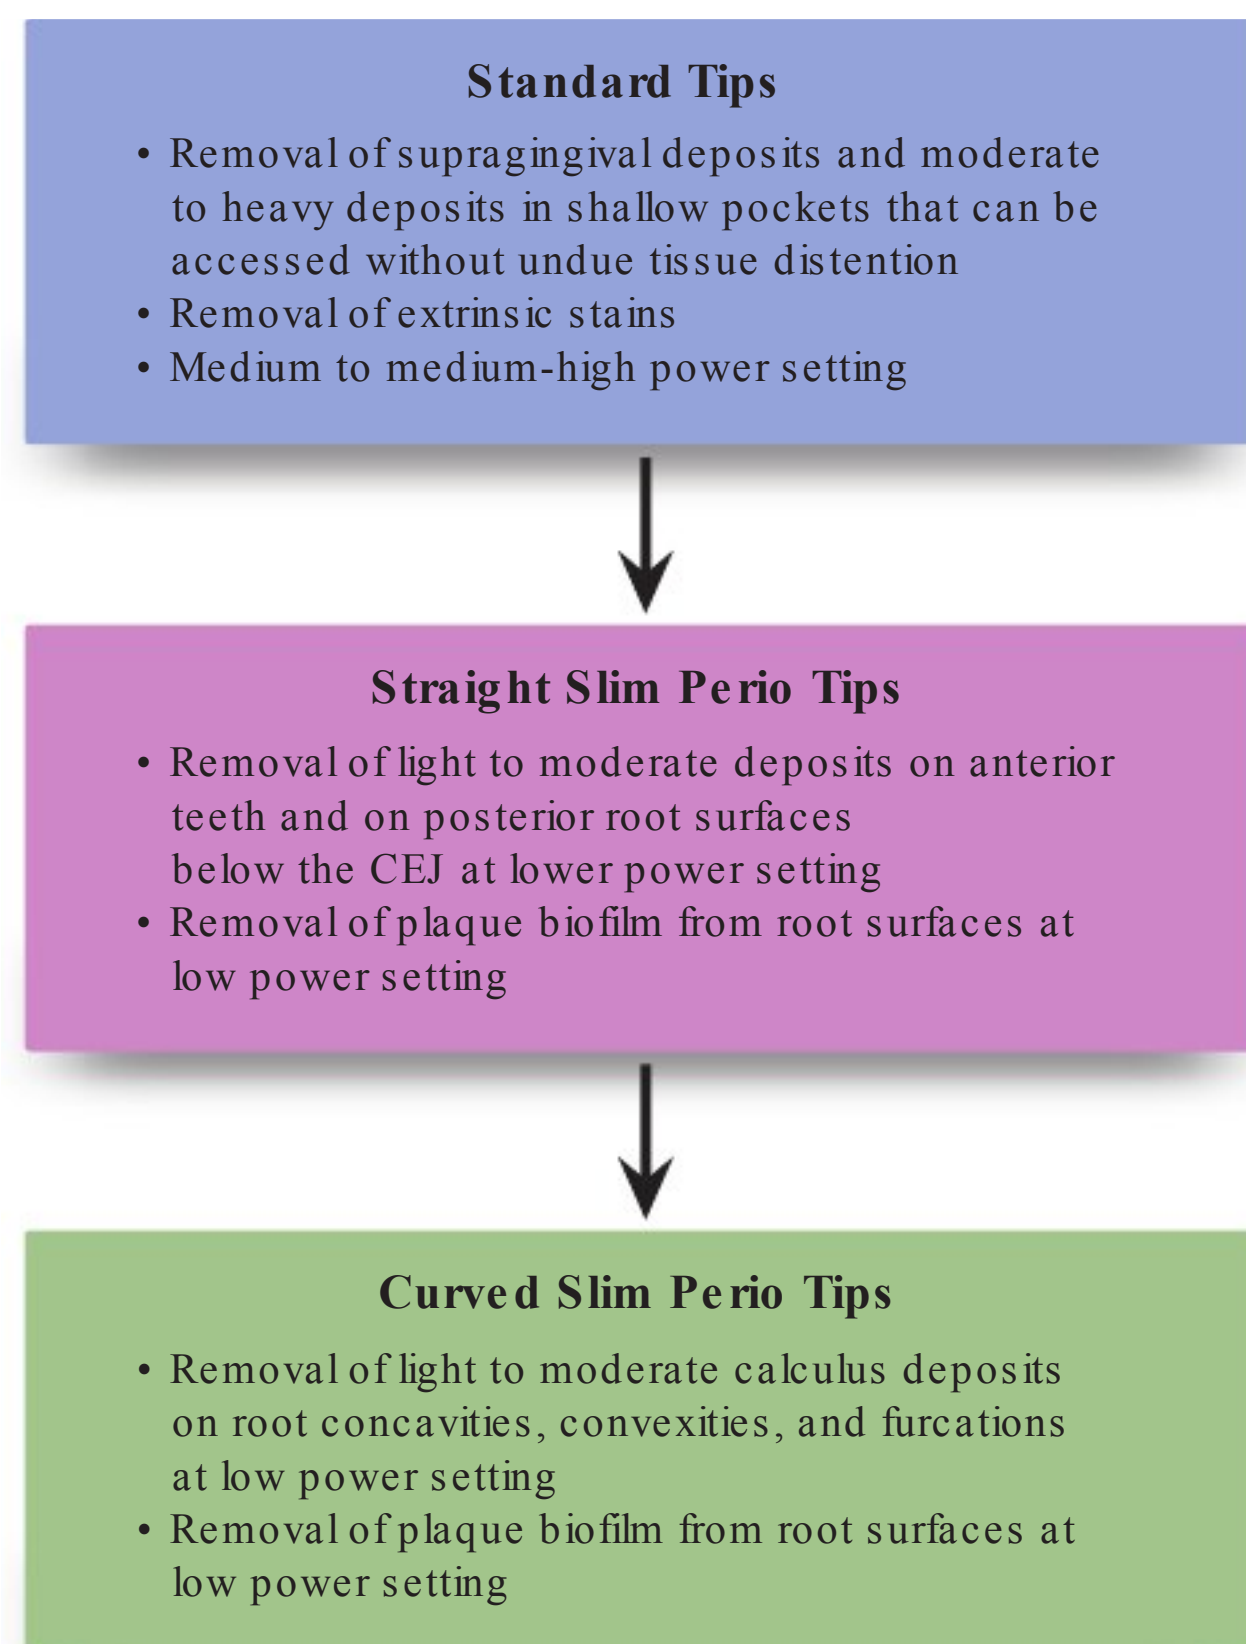 Standard Tips
• Removal of supragingival deposits and moderate
to heavy deposits in shallow pockets that can be
accessed without undue tissue distention
• Removal of extrinsic stains
• Medium to medium-high power setting
Straight Slim Perio Tips
• Removal of light to moderate deposits on anterior
teeth and on posterior root surfaces
below the CEJ at lower power setting
• Removal of plaque biofilm from root surfaces at
low power setting
Curved Slim Perio Tips
• Removal of light to moderate calculus deposits
on root concavities, convexities, and furcations
at low power setting
• Removal of plaque biofilm from root surfaces at
low power setting